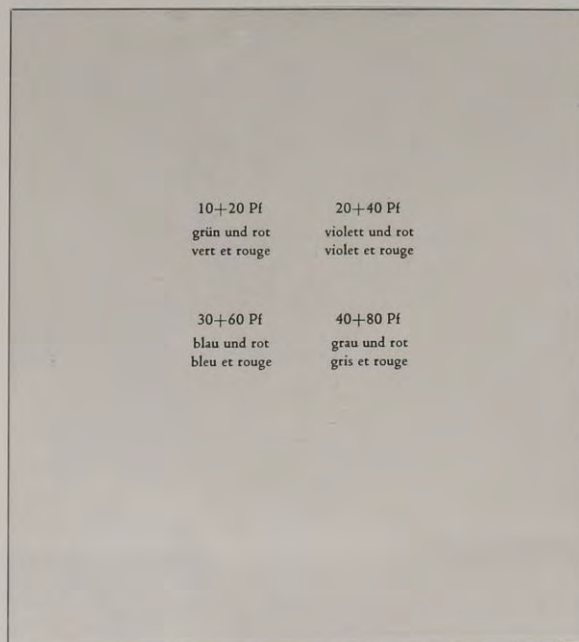 10+20 Pf
grün und rot
vert et rouge
20+40 Pf
violett und rot
violet et rouge
30+60 Pf
blau und rot
bleu et rouge
40+80 Pf
grau und rot
gris et rouge